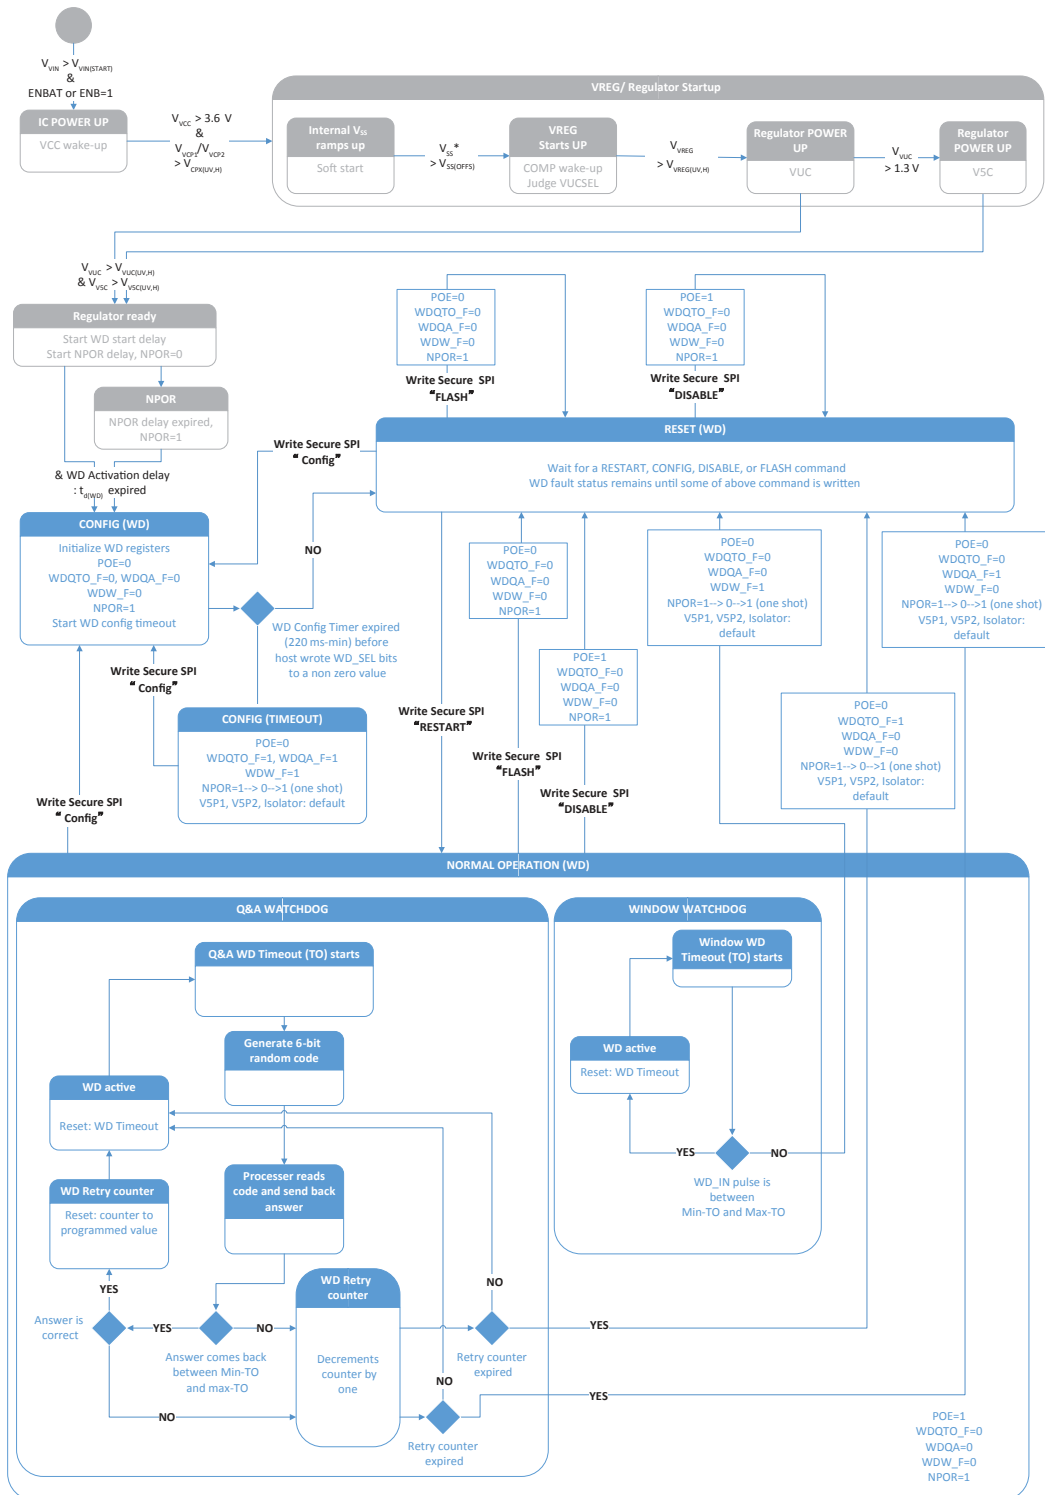 V_VIN > V_VIN(START)
&
ENBAT or ENB=1
IC POWER UP
VCC wake-up
V_VCC > 3.6 V
&
V_VCP1/V_VCP2
> V_CPX(UV,H)
VREG/ Regulator Startup
Internal V_SS
ramps up
Soft start
V_SS*
> V_SS(OFFS)
VREG
Starts UP
COMP wake-up
Judge VUCSEL
V_VREG
> V_VREG(UV,H)
Regulator POWER
UP
VUC
V_VUC
> 1.3 V
Regulator
POWER UP
V5C
V_VUC > V_VUC(UV,H)
& V_V5C > V_V5C(UV,H)
Regulator ready
Start WD start delay
Start NPOR delay, NPOR=0
NPOR
NPOR delay expired,
NPOR=1
& WD Activation delay
: t_d(WD) expired
POE=0
WDQTO_F=0
WDQA_F=0
WDW_F=0
NPOR=1
Write Secure SPI
"FLASH"
POE=1
WDQTO_F=0
WDQA_F=0
WDW_F=0
NPOR=1
Write Secure SPI
"DISABLE"
RESET (WD)
Wait for a RESTART, CONFIG, DISABLE, or FLASH command
WD fault status remains until some of above command is written
Write Secure SPI
" Config"
CONFIG (WD)
Initialize WD registers
POE=0
WDQTO_F=0, WDQA_F=0
WDW_F=0
NPOR=1
Start WD config timeout
NO
WD Config Timer expired
(220 ms-min) before
host wrote WD_SEL bits
to a non zero value
Write Secure SPI
" Config"
CONFIG (TIMEOUT)
POE=0
WDQTO_F=1, WDQA_F=1
WDW_F=1
NPOR=1--> 0-->1 (one shot)
V5P1, V5P2, Isolator: default
Write Secure SPI
" Config"
Write Secure SPI
"RESTART"
POE=0
WDQTO_F=0
WDQA_F=0
WDW_F=0
NPOR=1
Write Secure SPI
"FLASH"
POE=1
WDQTO_F=0
WDQA_F=0
WDW_F=0
NPOR=1
Write Secure SPI
"DISABLE"
POE=0
WDQTO_F=0
WDQA_F=0
WDW_F=1
NPOR=1--> 0-->1 (one shot)
V5P1, V5P2, Isolator:
default
POE=0
WDQTO_F=1
WDQA_F=0
WDW_F=0
NPOR=1--> 0-->1 (one shot)
V5P1, V5P2, Isolator:
default
POE=0
WDQTO_F=0
WDQA_F=1
WDW_F=0
NPOR=1--> 0-->1 (one shot)
V5P1, V5P2, Isolator:
default
NORMAL OPERATION (WD)
Q&A WATCHDOG
Q&A WD Timeout (TO) starts
Generate 6-bit
random code
WD active
Reset: WD Timeout
Processer reads
code and send back
answer
WD Retry counter
Reset: counter to
programmed value
YES
Answer is
correct
YES
NO
Answer comes back
between Min-TO
and max-TO
NO
WD Retry
counter
Decrements
counter by
one
NO
Retry counter
expired
YES
NO
Retry counter
expired
YES
WINDOW WATCHDOG
Window WD
Timeout (TO) starts
WD active
Reset: WD Timeout
YES
NO
WD_IN pulse is
between
Min-TO and Max-TO
POE=1
WDQTO_F=0
WDQA=0
WDW_F=0
NPOR=1